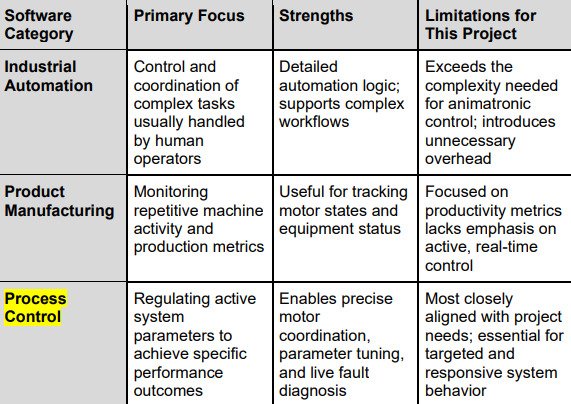 Software Category
Primary Focus
Strengths
Limitations for This Project
Industrial Automation
Control and coordination of complex tasks usually handled by human operators
Detailed automation logic; supports complex workflows
Exceeds the complexity needed for animatronic control; introduces unnecessary overhead
Product Manufacturing
Monitoring repetitive machine activity and production metrics
Useful for tracking motor states and equipment status
Focused on productivity metrics lacks emphasis on active, real-time control
Process Control
Regulating active system parameters to achieve specific performance outcomes
Enables precise motor coordination, parameter tuning, and live fault diagnosis
Most closely aligned with project needs; essential for targeted and responsive system behavior